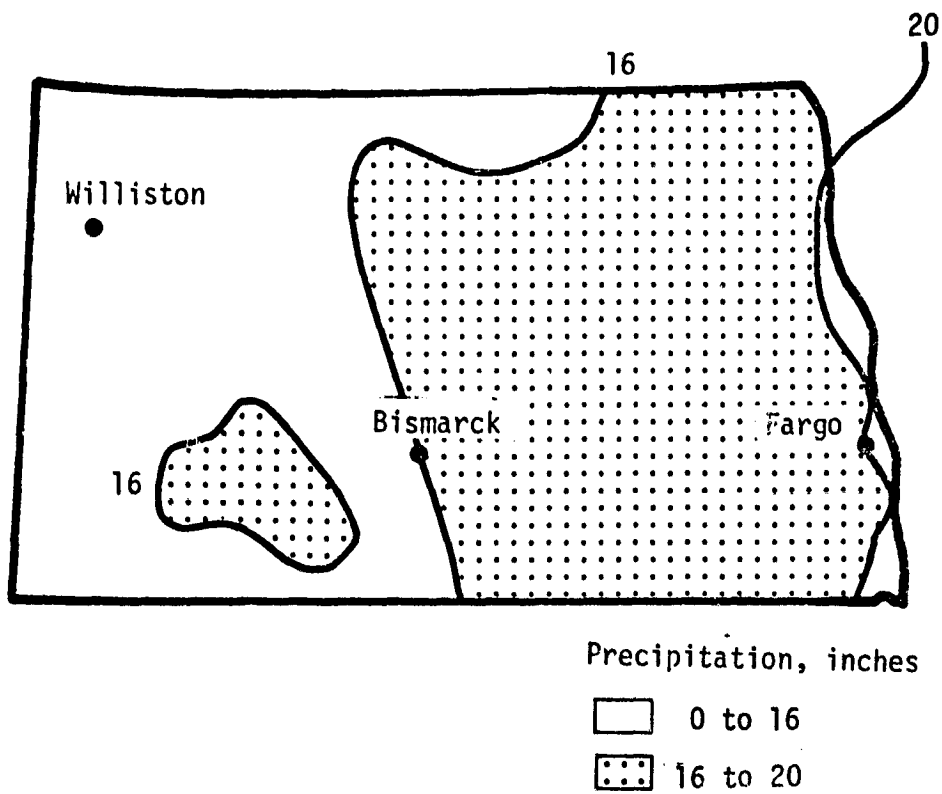 20
16
Williston
Bismarck
Fargo
16
Precipitation, inches
0 to 16
16 to 20